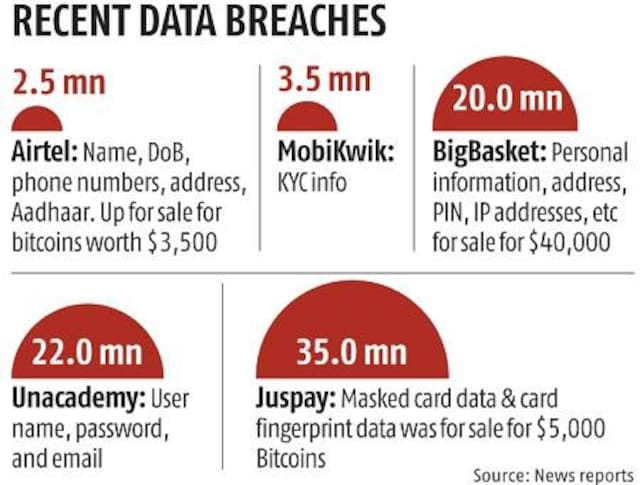 RECENT DATA BREACHES
2.5 mn
Airtel: Name, DoB,
phone numbers, address,
Aadhaar. Up for sale for
bitcoins worth $3,500
3.5 mn
MobiKwik:
KYC info
20.0 mn
BigBasket: Personal
information, address,
PIN, IP addresses, etc
for sale for $40,000
22.0 mn
Unacademy: User
name, password,
and email
35.0 mn
Juspay: Masked card data & card
fingerprint data was for sale for $5,000
Bitcoins
Source: News reports